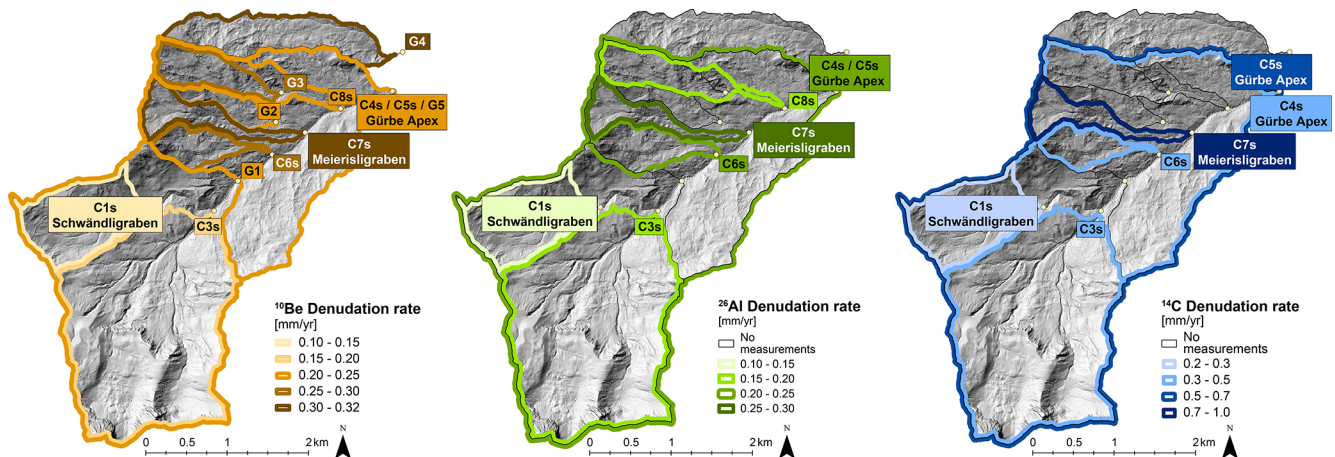 G4
G3
C8s
C4s / C5s / G5
Gürbe Apex
G2
C7s
Meierisligraben
C6s
G1
C1s
Schwändligraben
C3s
¹⁰Be Denudation rate
[mm/yr]
0.10 - 0.15
0.15 - 0.20
0.20 - 0.25
0.25 - 0.30
0.30 - 0.32
0 0.5 1 2 km
N
C4s / C5s
Gürbe Apex
C8s
C7s
Meierisligraben
C6s
C1s
Schwändligraben
C3s
²⁶Al Denudation rate
[mm/yr]
No
measurements
0.10 - 0.15
0.15 - 0.20
0.20 - 0.25
0.25 - 0.30
0 0.5 1 2 km
N
C5s
Gürbe Apex
C4s
Gürbe Apex
C7s
Meierisligraben
C6s
C1s
Schwändligraben
C3s
¹⁴C Denudation rate
[mm/yr]
No
measurements
0.2 - 0.3
0.3 - 0.5
0.5 - 0.7
0.7 - 1.0
0 0.5 1 2 km
N